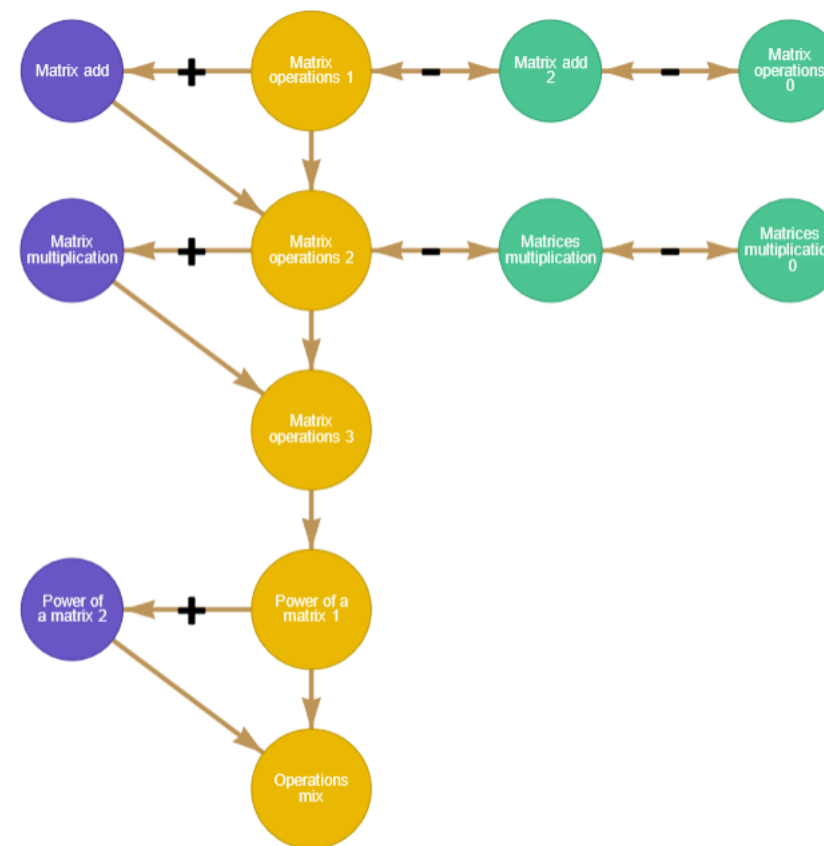 Matrix add
+
Matrix
operations 1
-
Matrix add
2
-
Matrix
operations
0
Matrix
multiplication
+
Matrix
operations 2
-
Matrices
multiplication
-
Matrices
0
Matrix
operations 3
Power of
a matrix 2
+
Power of a
matrix 1
Operations
mix